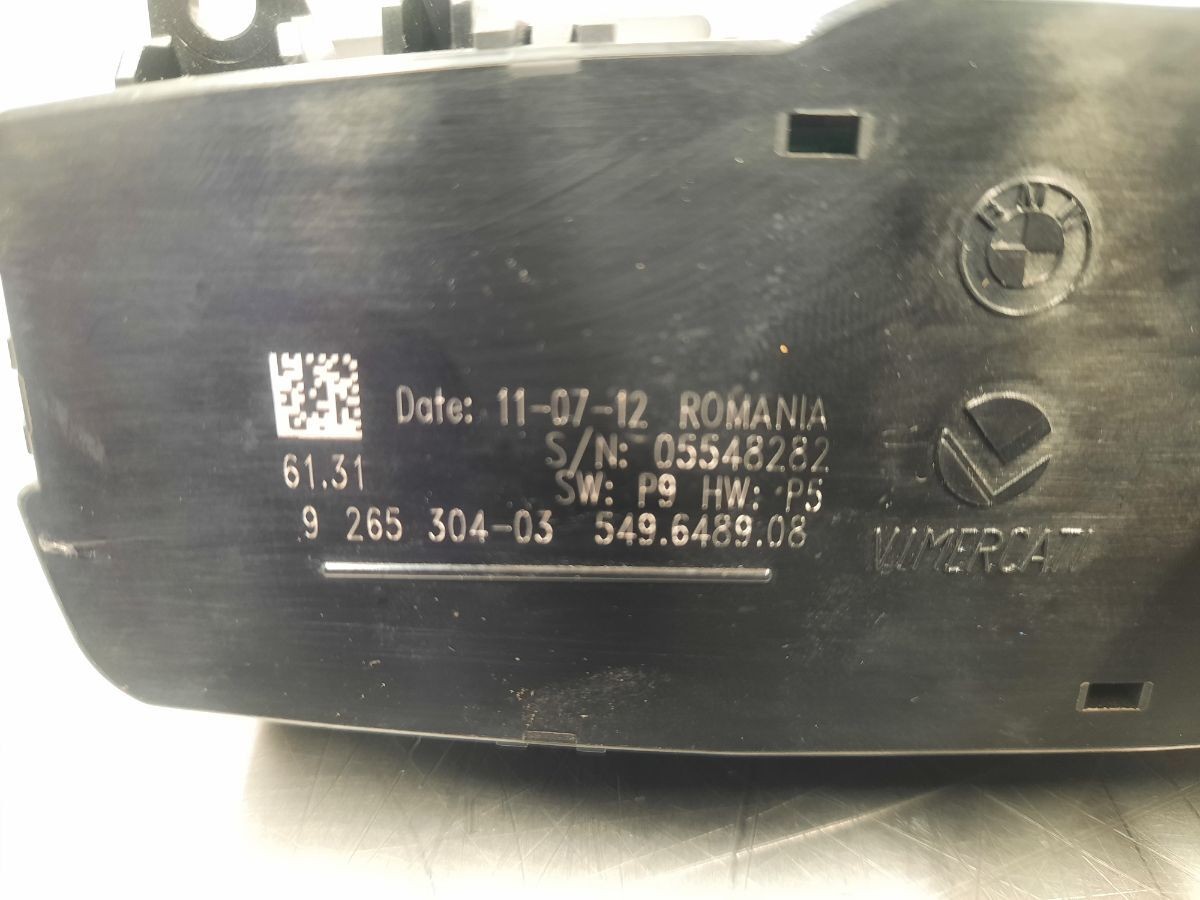 BMW
Date: 11-07-12 ROMANIA
S/N: 05548282
61.31
SW: P9 HW: P5
9 265 304-03 549.6489.08
VIMERCATI